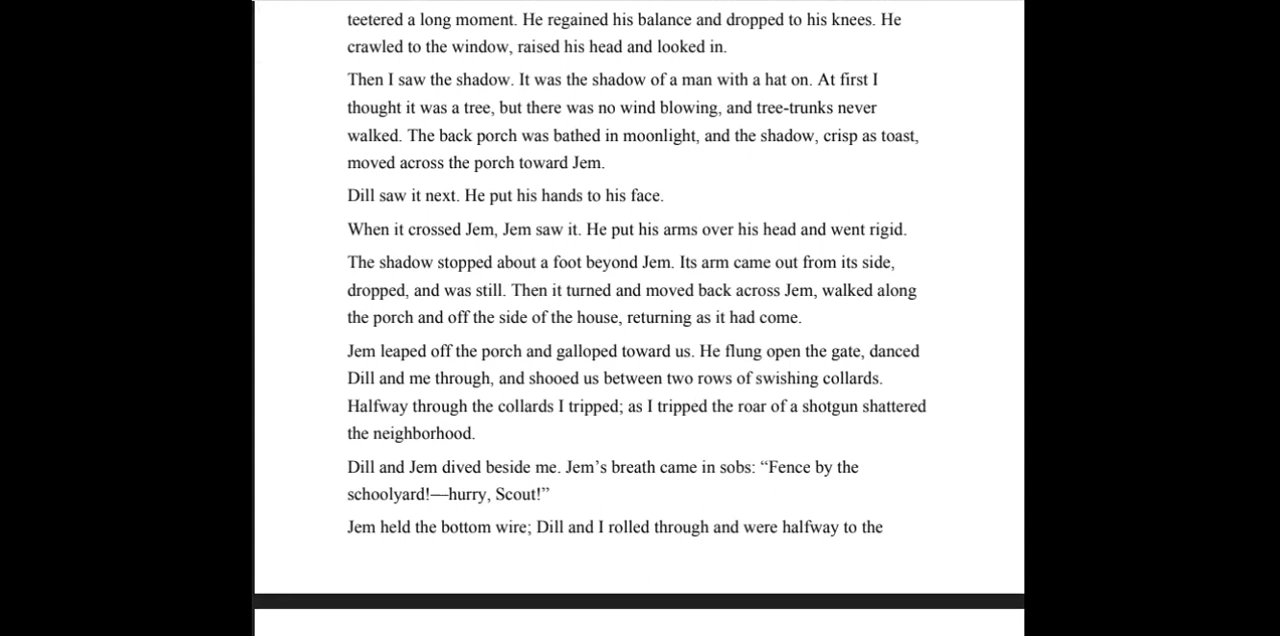 teetered a long moment. He regained his balance and dropped to his knees. He
crawled to the window, raised his head and looked in.
Then I saw the shadow. It was the shadow of a man with a hat on. At first I
thought it was a tree, but there was no wind blowing, and tree-trunks never
walked. The back porch was bathed in moonlight, and the shadow, crisp as toast,
moved across the porch toward Jem.
Dill saw it next. He put his hands to his face.
When it crossed Jem, Jem saw it. He put his arms over his head and went rigid.
The shadow stopped about a foot beyond Jem. Its arm came out from its side,
dropped, and was still. Then it turned and moved back across Jem, walked along
the porch and off the side of the house, returning as it had come.
Jem leaped off the porch and galloped toward us. He flung open the gate, danced
Dill and me through, and shooed us between two rows of swishing collards.
Halfway through the collards I tripped; as I tripped the roar of a shotgun shattered
the neighborhood.
Dill and Jem dived beside me. Jem’s breath came in sobs: “Fence by the
schoolyard!—hurry, Scout!”
Jem held the bottom wire; Dill and I rolled through and were halfway to the